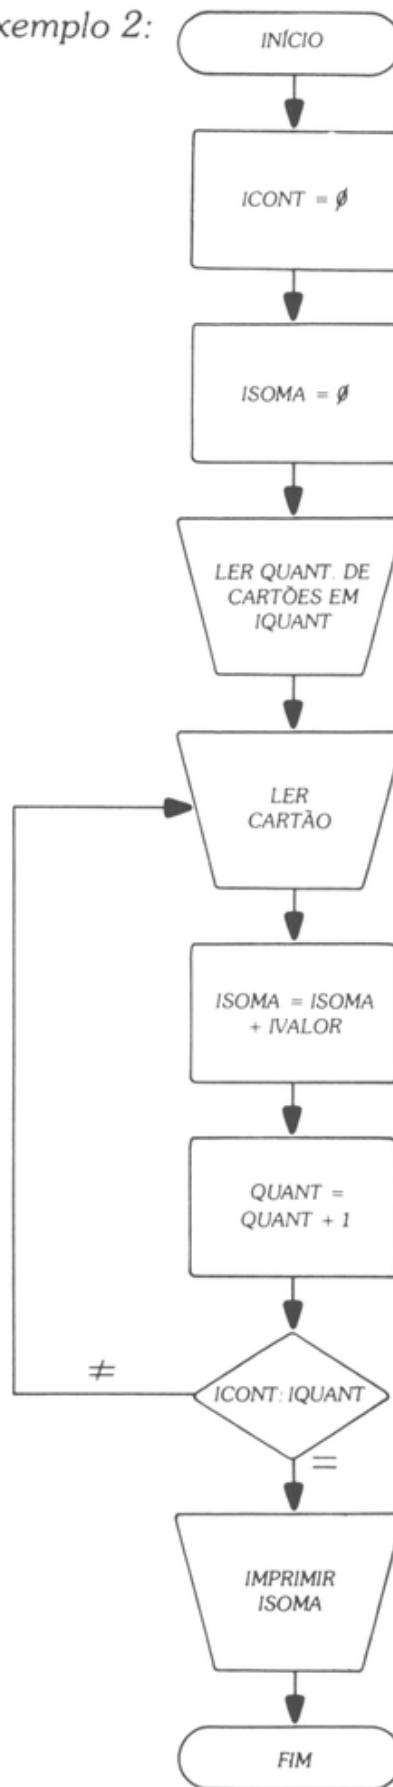 xemplo 2:
INÍCIO
ICONT = Ø
ISOMA = Ø
LER QUANT. DE
CARTÕES EM
IQUANT
LER
CARTÃO
ISOMA = ISOMA
+ IVALOR
QUANT =
QUANT + 1
≠
ICONT: IQUANT
=
IMPRIMIR
ISOMA
FIM